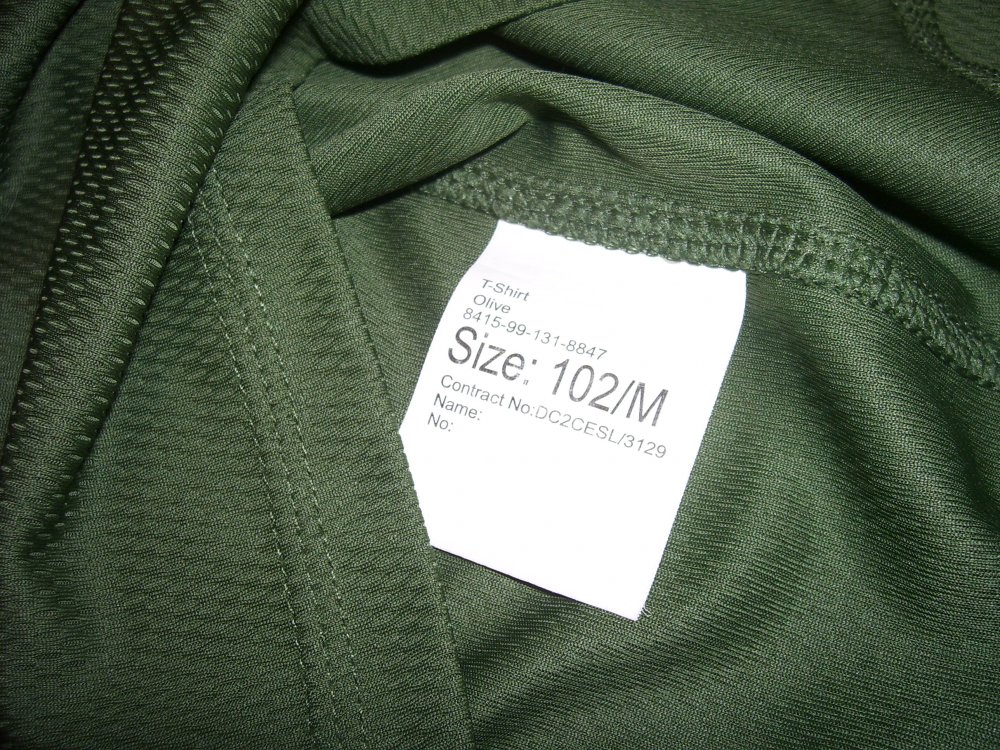 T-Shirt
Olive
8415-99-131-8847
Size: 102/M
Contract No:DC2CESL/3129
Name:
No: